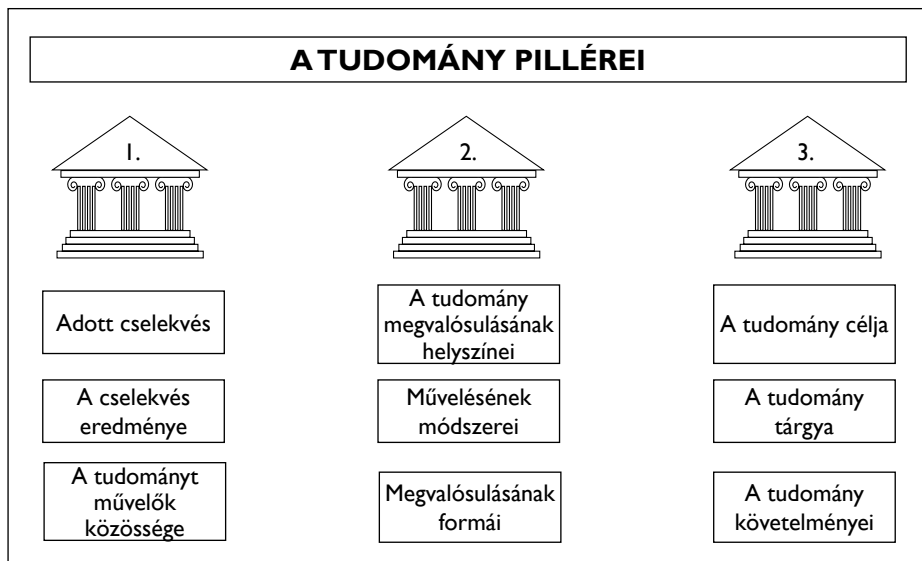 A TUDOMÁNY PILLÉREI
1.
2.
3.
Adott cselekvés
A cselekvés
eredménye
A tudományt
művelők
közössége
A tudomány
megvalósulásának
helyszínei
Művelésének
módszerei
Megvalósulásának
formái
A tudomány célja
A tudomány
tárgya
A tudomány
követelményei